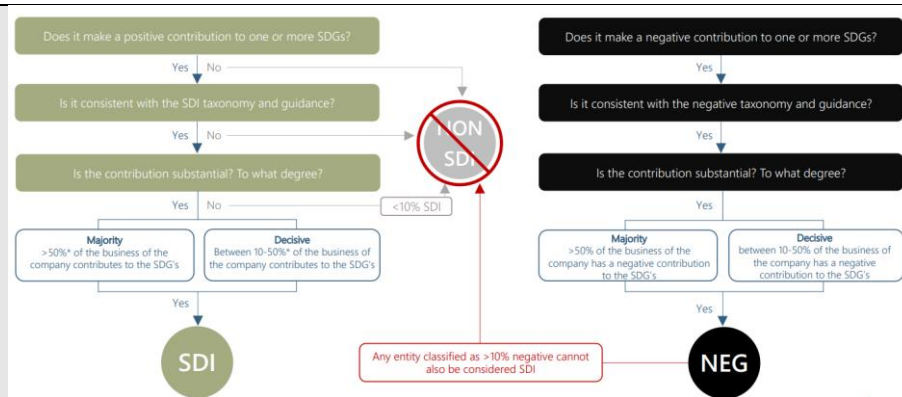 Does it make a positive contribution to one or more SDGs?
Yes
No
Is it consistent with the SDI taxonomy and guidance?
Yes
No
Is the contribution substantial? To what degree?
Yes
No
<10% SDI
Majority
>50%* of the business of the
company contributes to the SDG's
Decisive
Between 10-50%* of the business of
the company contributes to the SDG's
Yes
SDI
NON
SDI
Any entity classified as >10% negative cannot
also be considered SDI
Does it make a negative contribution to one or more SDGs?
Yes
Is it consistent with the negative taxonomy and guidance?
Yes
Is the contribution substantial? To what degree?
Yes
Majority
>50% of the business of the
company has a negative contribution
to the SDG's
Decisive
between 10-50% of the business of
the company has a negative
contribution to the SDG's
Yes
NEG